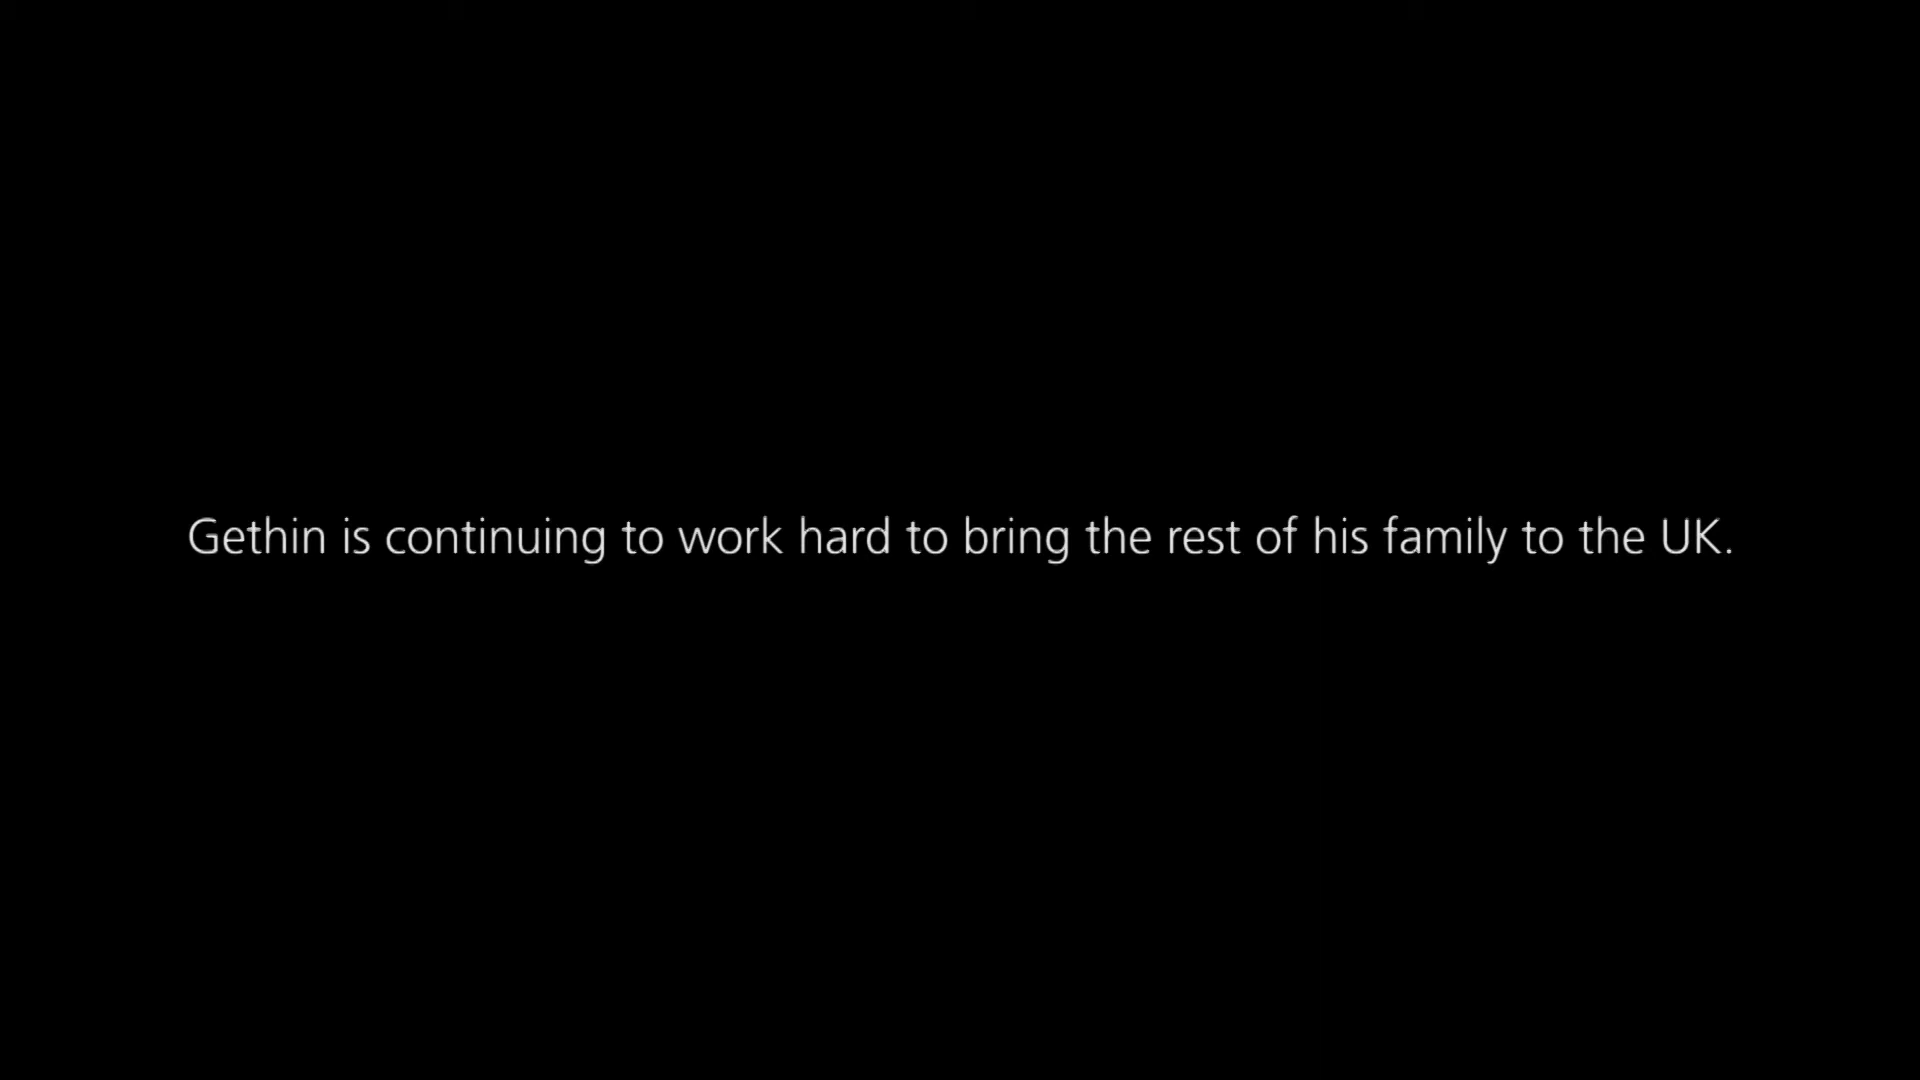 Gethin is continuing to work hard to bring the rest of his family to the UK.